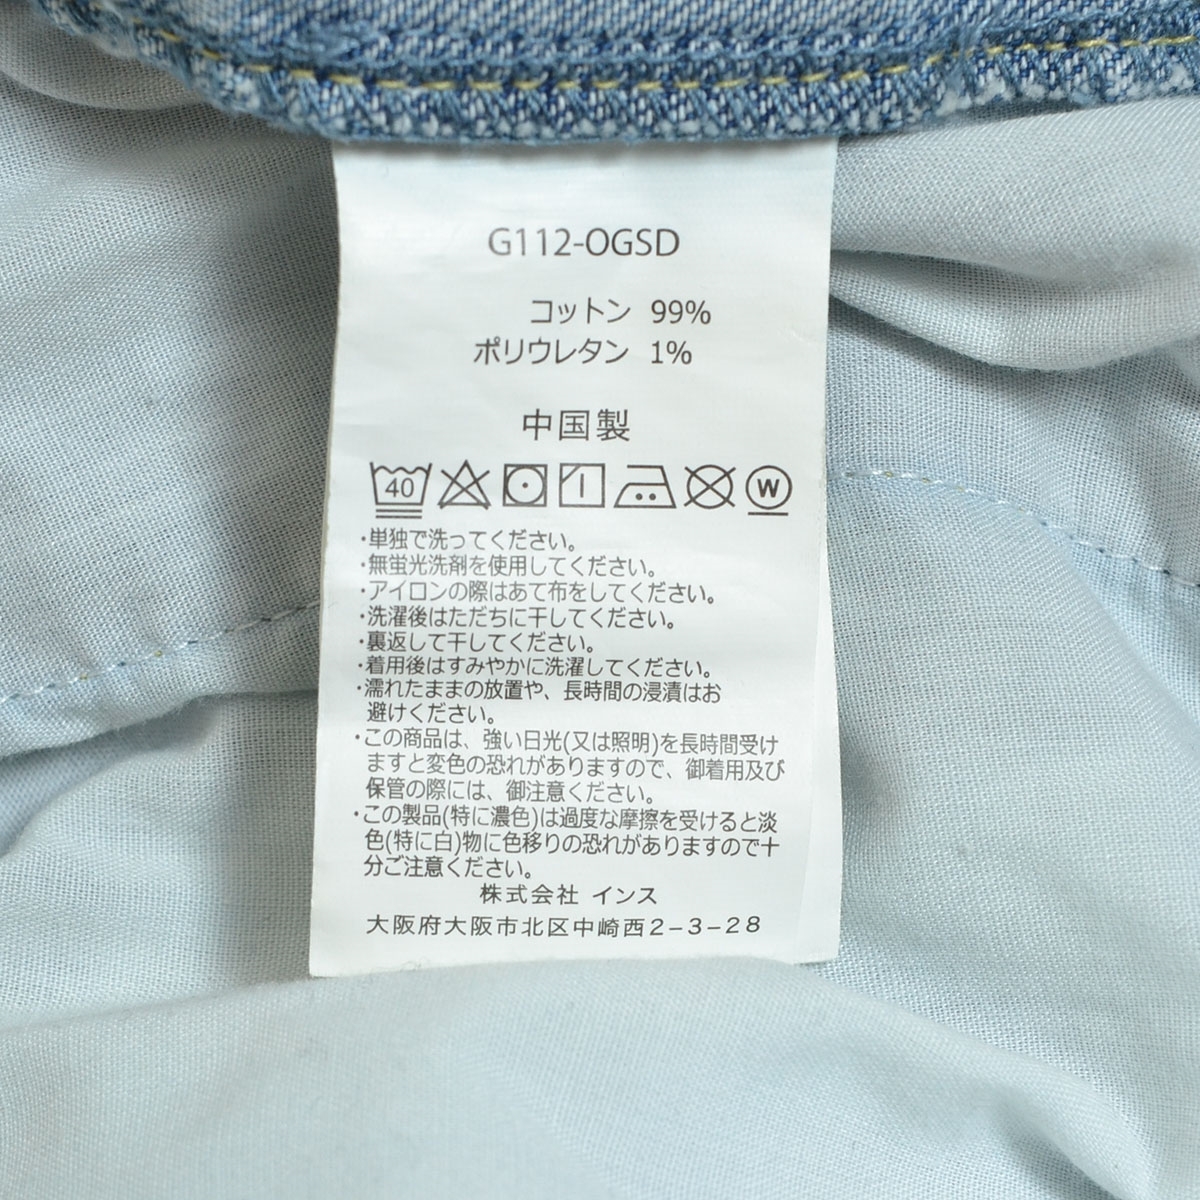 G112-OGSD
コットン 99%
ポリウレタン 1%
中国製
40 W
・単独で洗ってください。
・無蛍光洗剤を使用してください。
・アイロンの際はあて布をしてください。
・洗濯後はただちに干してください。
・裏返して干してください。
・着用後はすみやかに洗濯してください。
・濡れたままの放置や、長時間の浸漬はお
避けください。
・この商品は、強い日光(又は照明)を長時間受け
ますと変色の恐れがありますので、御着用及び
保管の際には、御注意ください。
・この製品(特に濃色)は過度な摩擦を受けると淡
色(特に白)物に色移りの恐れがありますので十
分ご注意ください。
株式会社 インス
大阪府大阪市北区中崎西2-3-28